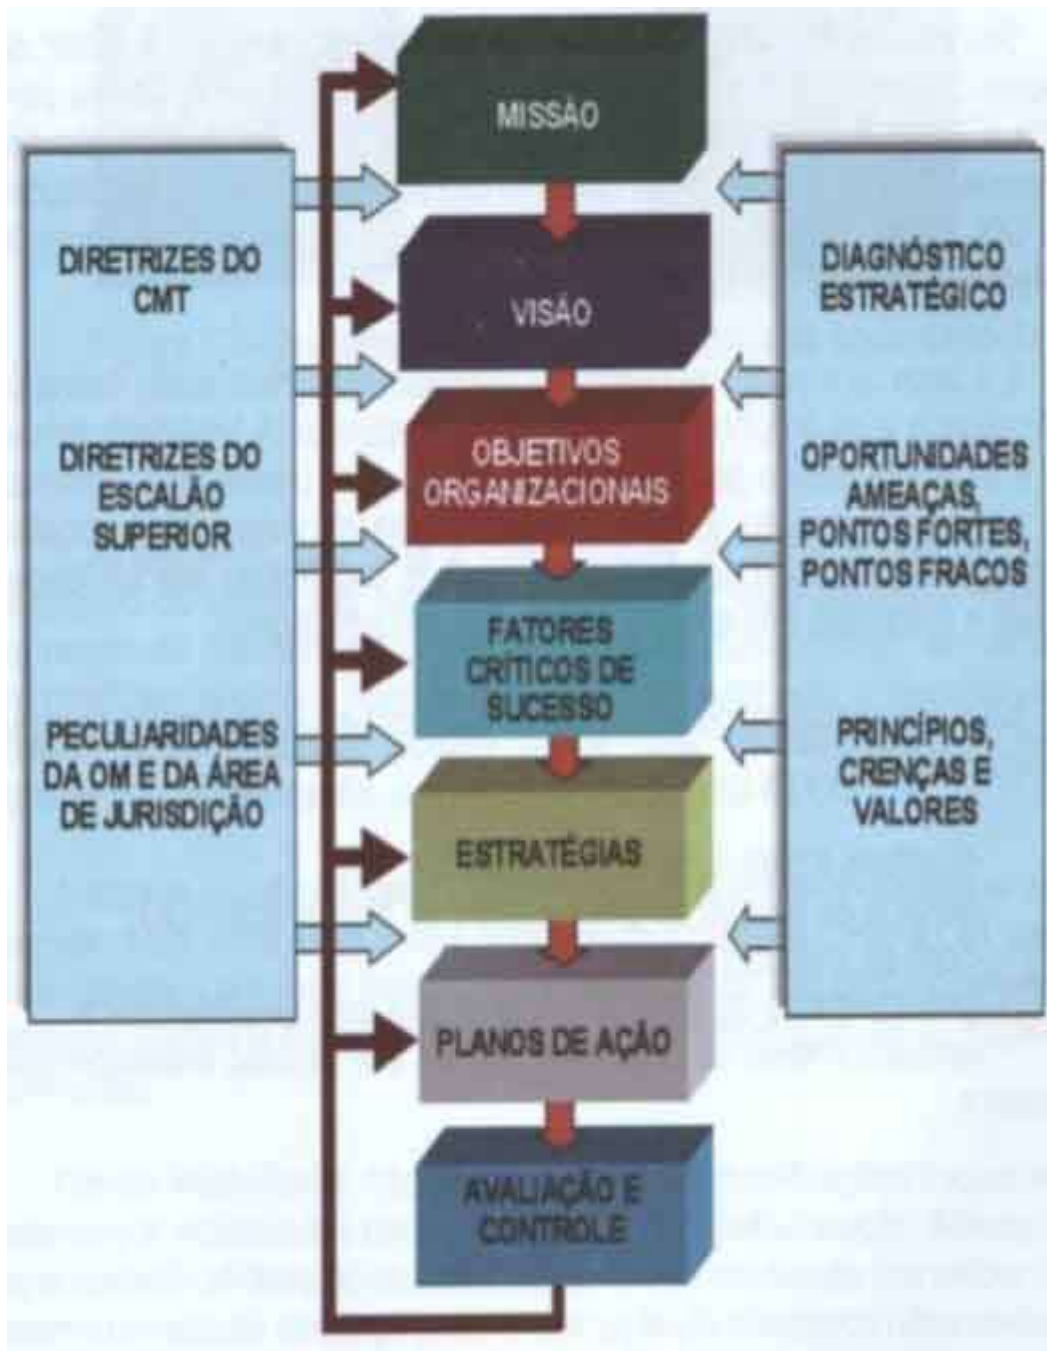 MISSÃO
DIRETRIZES DO
CMT
VISÃO
DIAGNÓSTICO
ESTRATÉGICO
DIRETRIZES DO
ESCALÃO
SUPERIOR
OBJETIVOS
ORGANIZACIONAIS
OPORTUNIDADES
AMEAÇAS,
PONTOS FORTES,
PONTOS FRACOS
FATORES
CRÍTICOS DE
SUCESSO
PECULIARIDADES
DA OM E DA ÁREA
DE JURISDIÇÃO
PRINCÍPIOS,
CRENÇAS E
VALORES
ESTRATÉGIAS
PLANOS DE AÇÃO
AVALIAÇÃO E
CONTROLE